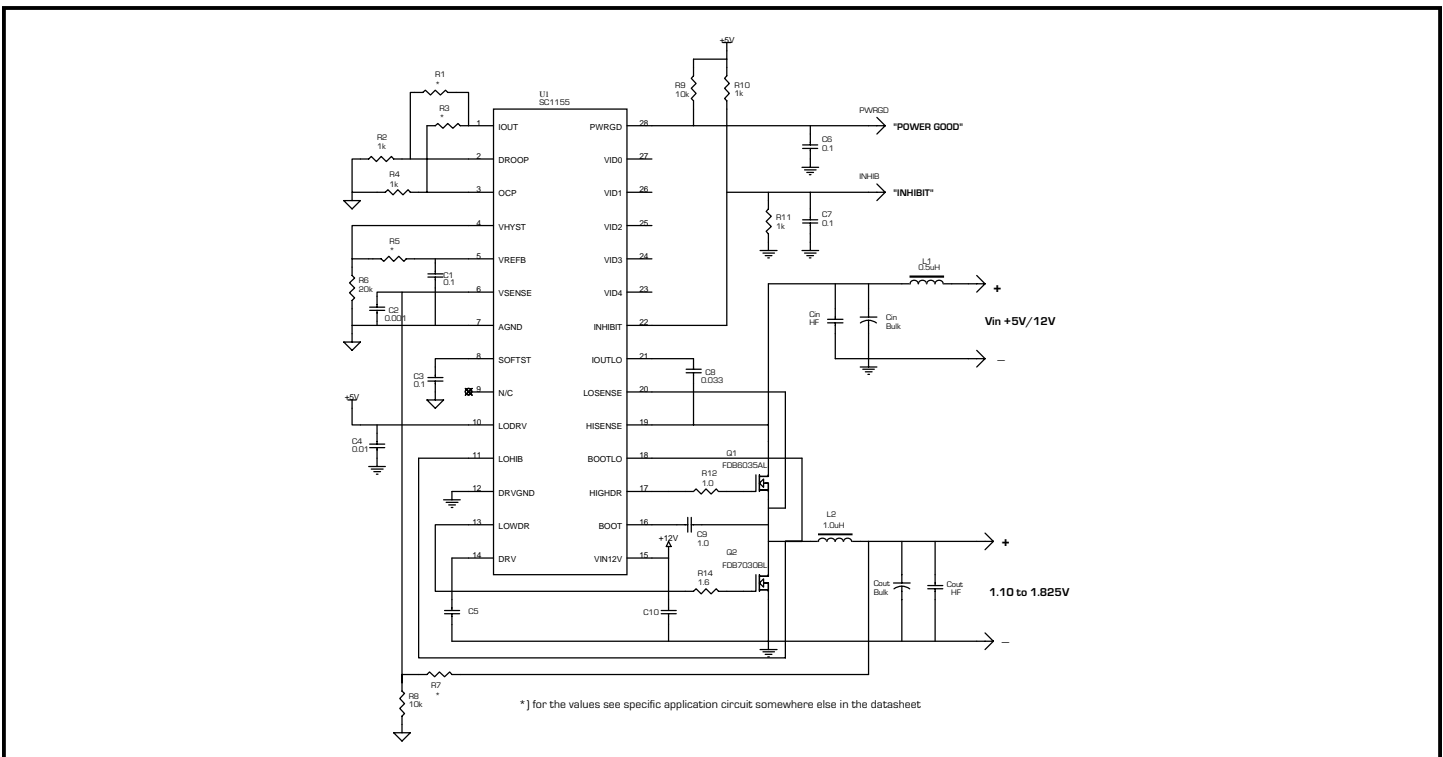 +5V
R1
*
R3
*
R2
1k
R4
1k
R5
*
R6
20k
C1
0.1
C2
0.001
C3
0.1
+5V
C4
0.01
C5
R7
*
R8
10k
U1
SC1155
1 IOUT
2 DROOP
3 OCP
4 VHYST
5 VREFB
6 VSENSE
7 AGND
8 SOFTST
9 N/C
10 LODRV
11 LOHIB
12 DRVGND
13 LOWDR
14 DRV
PWRGD 28
VID0 27
VID1 26
VID2 25
VID3 24
VID4 23
INHIBIT 22
IOUTLO 21
LOSENSE 20
HISENSE 19
BOOTLO 18
HIGHDR 17
BOOT 16
VIN12V 15
R9
10k
R10
1k
PWRGD
"POWER GOOD"
C6
0.1
INHIB
"INHIBIT"
R11
1k
C7
0.1
L1
0.5uH
+
Cin
HF
Cin
Bulk
Vin +5V/12V
_
C8
0.033
Q1
FDB6035AL
R12
1.0
C9
1.0
+12V
L2
1.0uH
+
Q2
FDB7030BL
R14
1.6
C10
Cout
Bulk
Cout
HF
1.10 to 1.825V
_
*) for the values see specific application circuit somewhere else in the datasheet